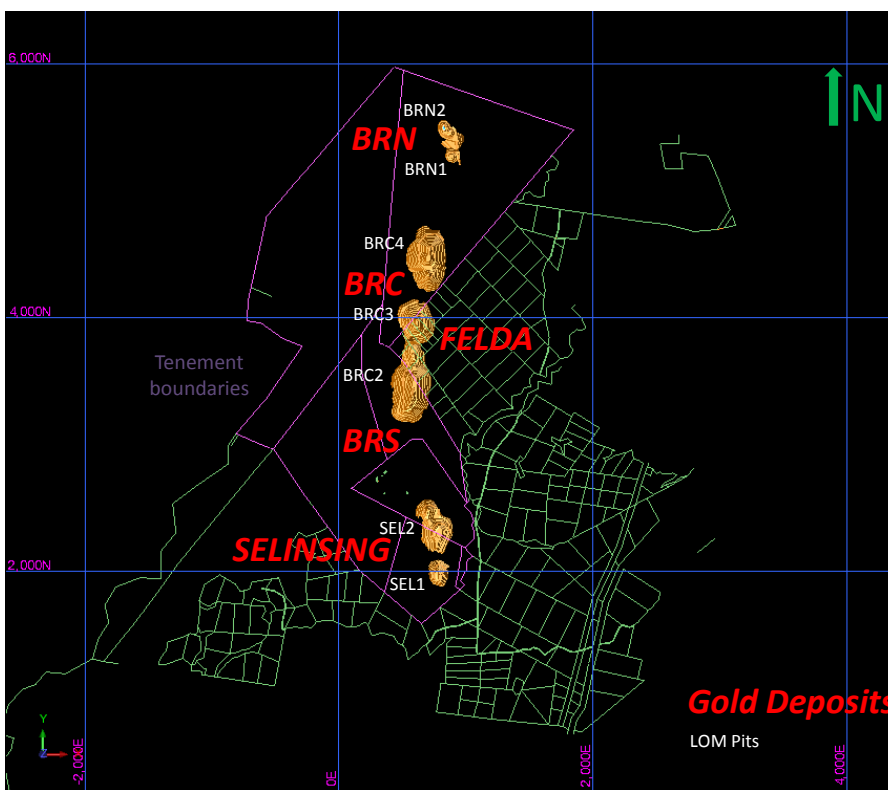 6,000N
N
BRN2
BRN
BRN1
BRC4
BRC
4,000N
BRC3
FELDA
Tenement
boundaries
BRC2
BRS
SEL2
SELINSING
2,000N
SEL1
Gold Deposits
LOM Pits
Y
-2,000E
0E
2,000E
4,000E